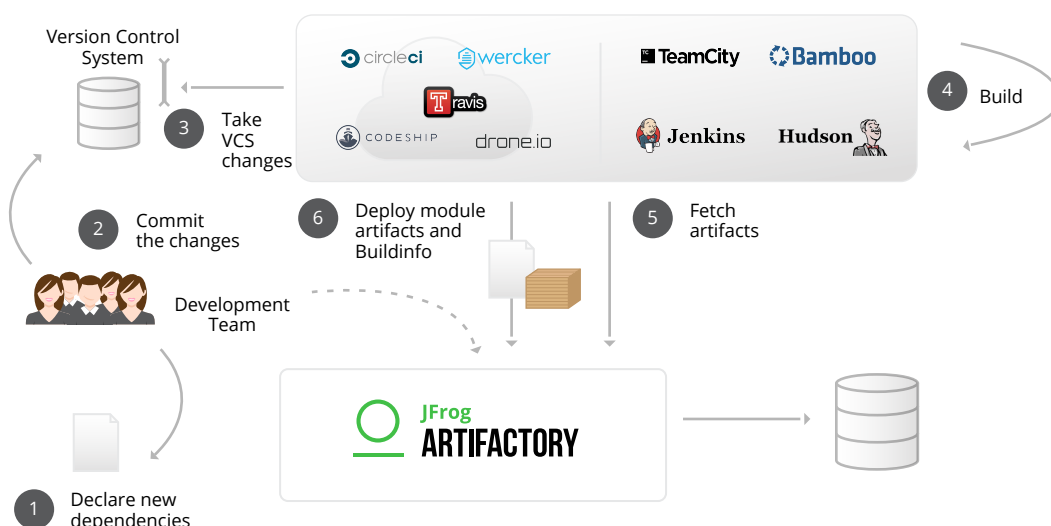 Version Control
System
circleci
wercker
Travis
CODESHIP
drone.io
TC
TeamCity
Bamboo
Jenkins
Hudson
4
Build
3
Take
VCS
changes
2
Commit
the changes
6
Deploy module
artifacts and
Buildinfo
5
Fetch
artifacts
Development
Team
JFrog
ARTIFACTORY
1
Declare new
dependencies